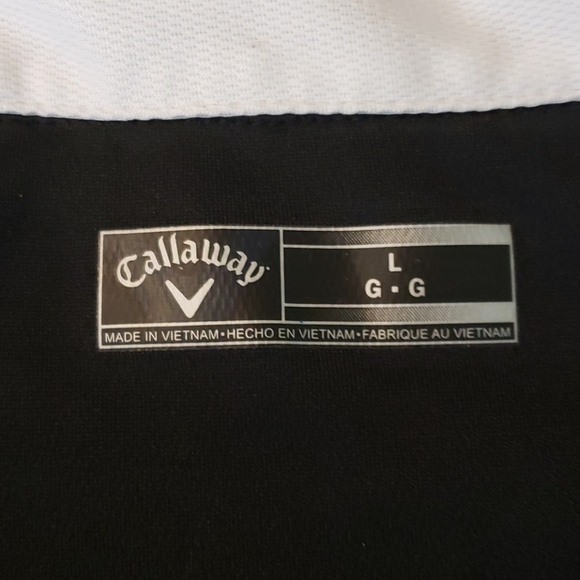 Callaway
L
G • G
MADE IN VIETNAM • HECHO EN VIETNAM • FABRIQUE AU VIETNAM